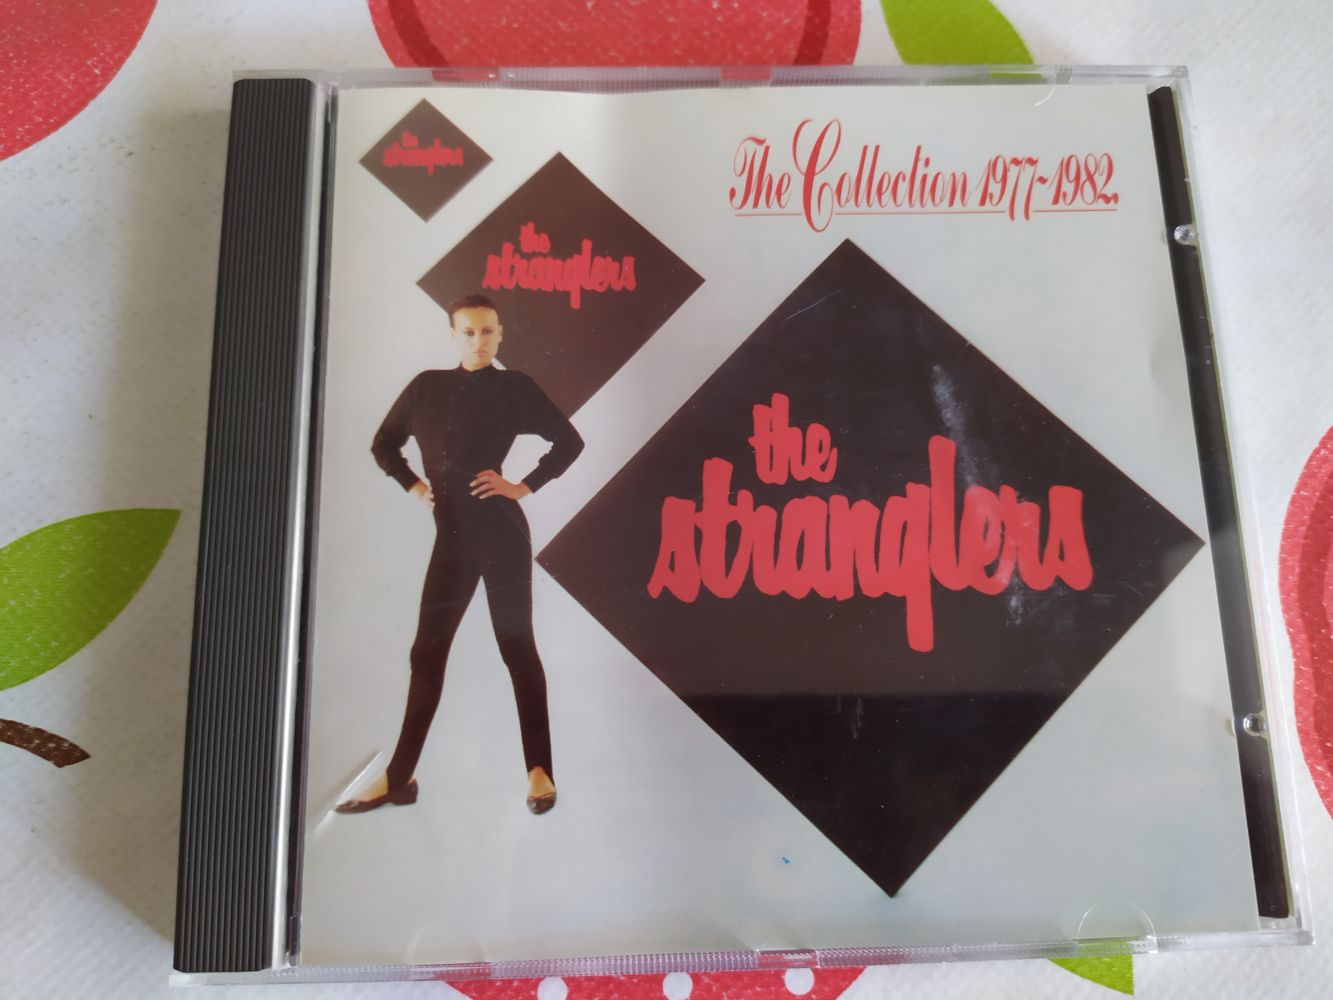 the
stranglers
the
stranglers
The Collection 1977-1982.
the
stranglers